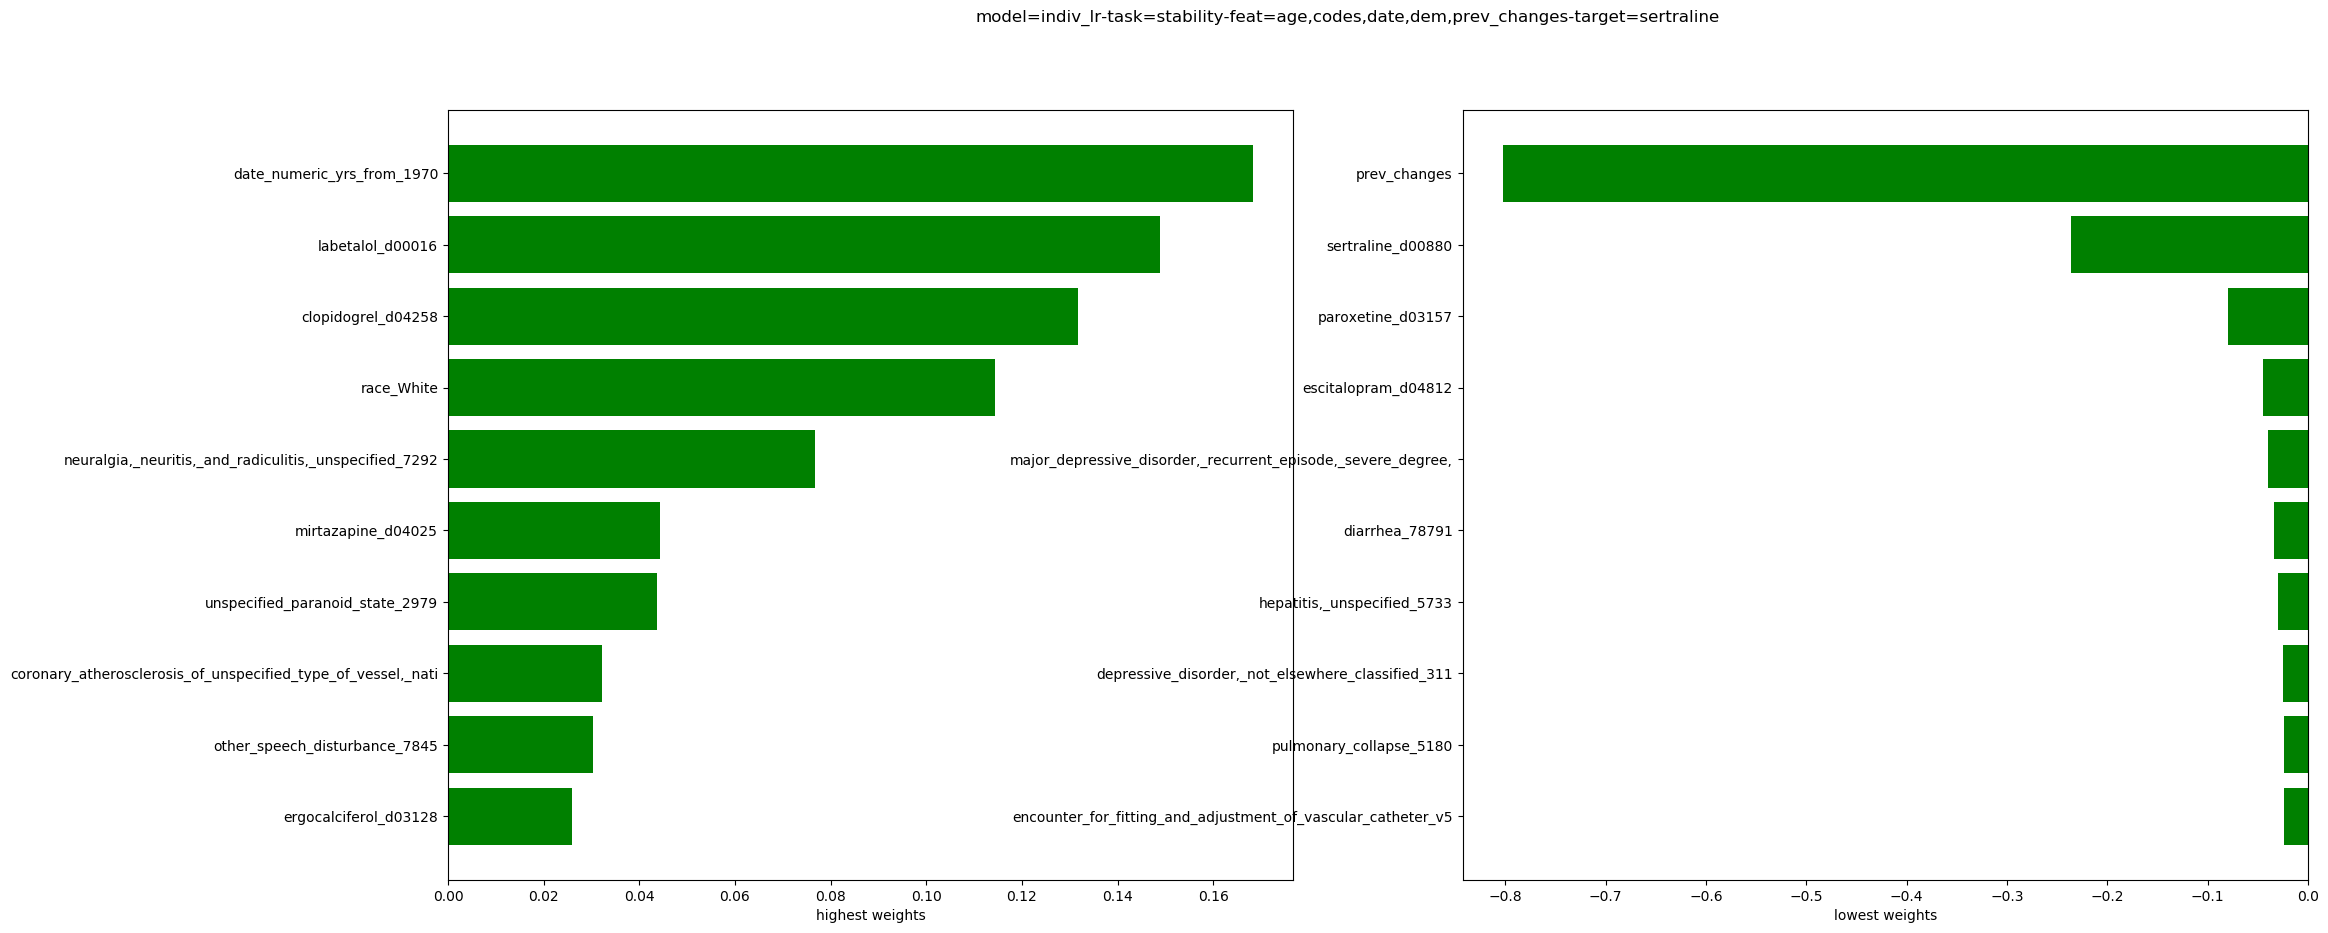 model=indiv_lr-task=stability-feat=age,codes,date,dem,prev_changes-target=sertraline
date_numeric_yrs_from_1970
labetalol_d00016
clopidogrel_d04258
race_White
neuralgia,_neuritis,_and_radiculitis,_unspecified_7292
mirtazapine_d04025
unspecified_paranoid_state_2979
coronary_atherosclerosis_of_unspecified_type_of_vessel,_nati
other_speech_disturbance_7845
ergocalciferol_d03128
0.00 0.02 0.04 0.06 0.08 0.10 0.12 0.14 0.16
highest weights
prev_changes
sertraline_d00880
paroxetine_d03157
escitalopram_d04812
major_depressive_disorder,_recurrent_episode,_severe_degree,
diarrhea_78791
hepatitis,_unspecified_5733
depressive_disorder,_not_elsewhere_classified_311
pulmonary_collapse_5180
encounter_for_fitting_and_adjustment_of_vascular_catheter_v5
−0.8 −0.7 −0.6 −0.5 −0.4 −0.3 −0.2 −0.1 0.0
lowest weights